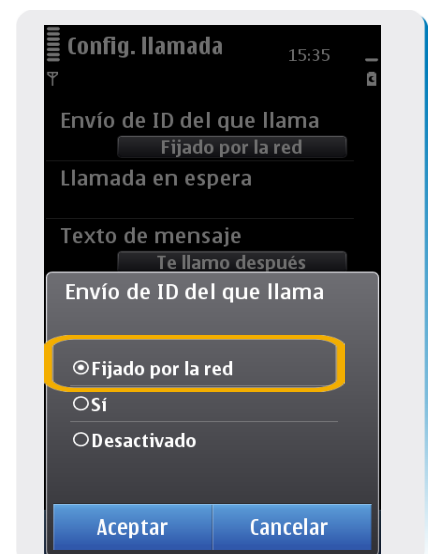 Config. llamada
15:35
Envío de ID del que llama
Fijado por la red
Llamada en espera
Texto de mensaje
Te llamo después
Envío de ID del que llama
Fijado por la red
Sí
Desactivado
Aceptar Cancelar